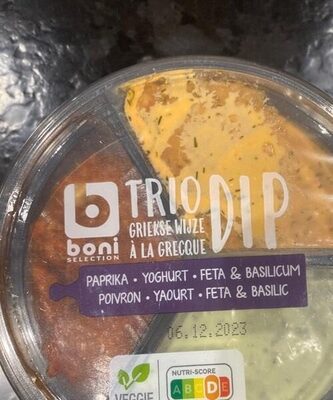 TRIO DIP
GRIEKSE WIJZE
À LA GRECQUE
boni
SELECTION
PAPRIKA • YOGHURT • FETA & BASILICUM
POIVRON • YAOURT • FETA & BASILIC
06.12.2023
VEGGIE
NUTRI-SCORE
A B C D E